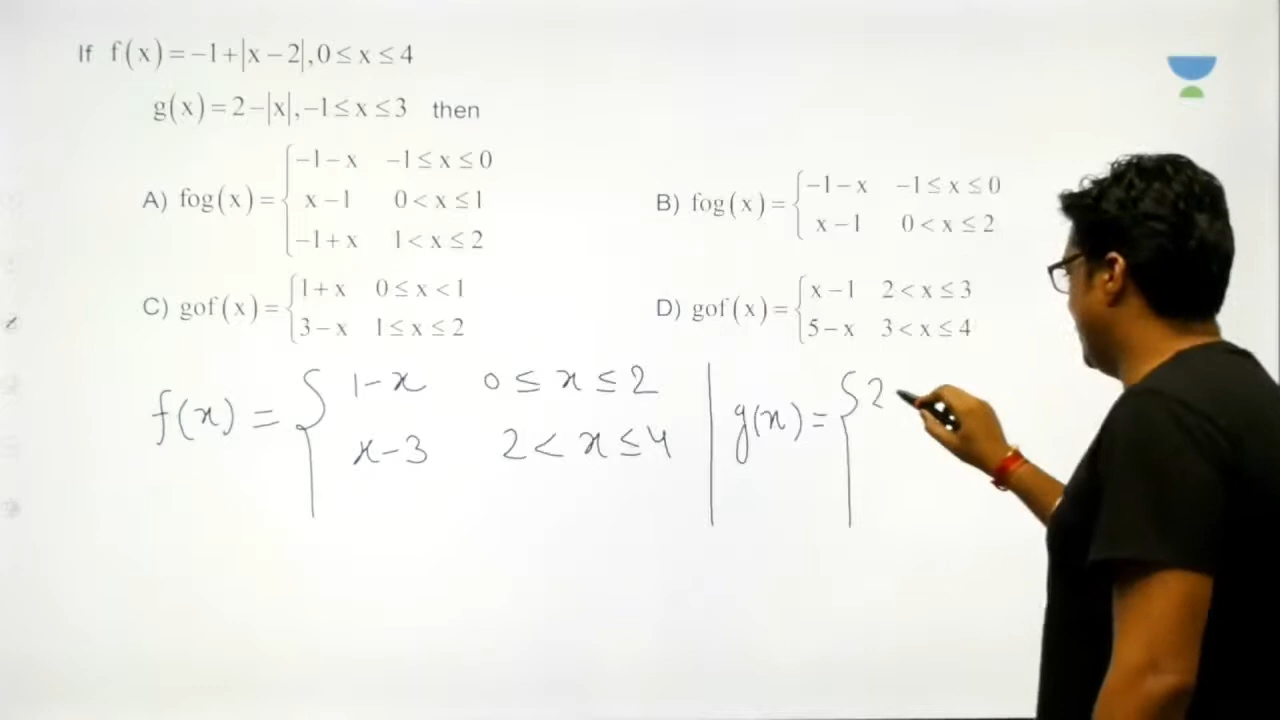 If f(x) = −1+|x−2|, 0 ≤ x ≤ 4
g(x) = 2−|x|, −1 ≤ x ≤ 3 then
A) fog(x) = { −1−x −1 ≤ x ≤ 0
x−1 0 < x ≤ 1
−1+x 1 < x ≤ 2
B) fog(x) = { −1−x −1 ≤ x ≤ 0
x−1 0 < x ≤ 2
C) gof(x) = { 1+x 0 ≤ x < 1
3−x 1 ≤ x ≤ 2
D) gof(x) = { x−1 2 < x ≤ 3
5−x 3 < x ≤ 4
f(x) = { 1−x 0 ≤ x ≤ 2
x−3 2 < x ≤ 4
g(x) = { 2